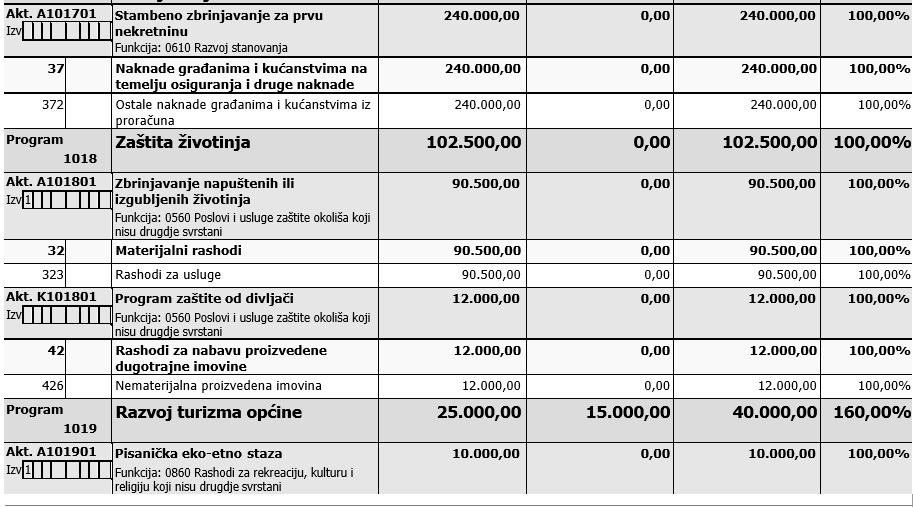 Akt. A101701 Stambeno zbrinjavanje za prvu 240.000,00 0,00 240.000,00 100,00%
Izv nekretninu
Funkcija: 0610 Razvoj stanovanja
37 Naknade građanima i kućanstvima na 240.000,00 0,00 240.000,00 100,00%
temelju osiguranja i druge naknade
372 Ostale naknade građanima i kućanstvima iz 240.000,00 0,00 240.000,00 100,00%
proračuna
Program Zaštita životinja 102.500,00 0,00 102.500,00 100,00%
1018
Akt. A101801 Zbrinjavanje napuštenih ili 90.500,00 0,00 90.500,00 100,00%
Izv 1 izgubljenih životinja
Funkcija: 0560 Poslovi i usluge zaštite okoliša koji
nisu drugdje svrstani
32 Materijalni rashodi 90.500,00 0,00 90.500,00 100,00%
323 Rashodi za usluge 90.500,00 0,00 90.500,00 100,00%
Akt. K101801 Program zaštite od divljači 12.000,00 0,00 12.000,00 100,00%
Izv Funkcija: 0560 Poslovi i usluge zaštite okoliša koji
nisu drugdje svrstani
42 Rashodi za nabavu proizvedene 12.000,00 0,00 12.000,00 100,00%
dugotrajne imovine
426 Nematerijalna proizvedena imovina 12.000,00 0,00 12.000,00 100,00%
Program Razvoj turizma općine 25.000,00 15.000,00 40.000,00 160,00%
1019
Akt. A101901 Pisanička eko-etno staza 10.000,00 0,00 10.000,00 100,00%
Izv 1 Funkcija: 0860 Rashodi za rekreaciju, kulturu i
religiju koji nisu drugdje svrstani